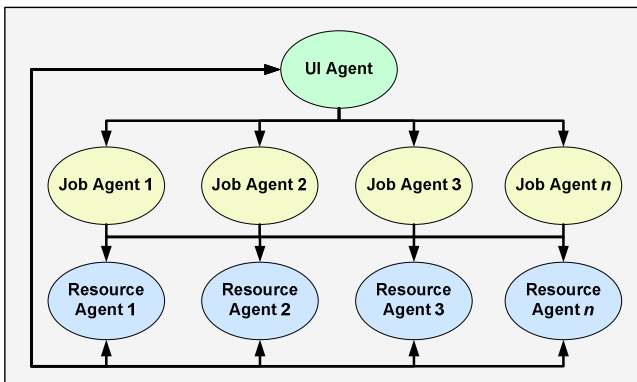 UI Agent
Job Agent 1
Job Agent 2
Job Agent 3
Job Agent n
Resource
Agent 1
Resource
Agent 2
Resource
Agent 3
Resource
Agent n